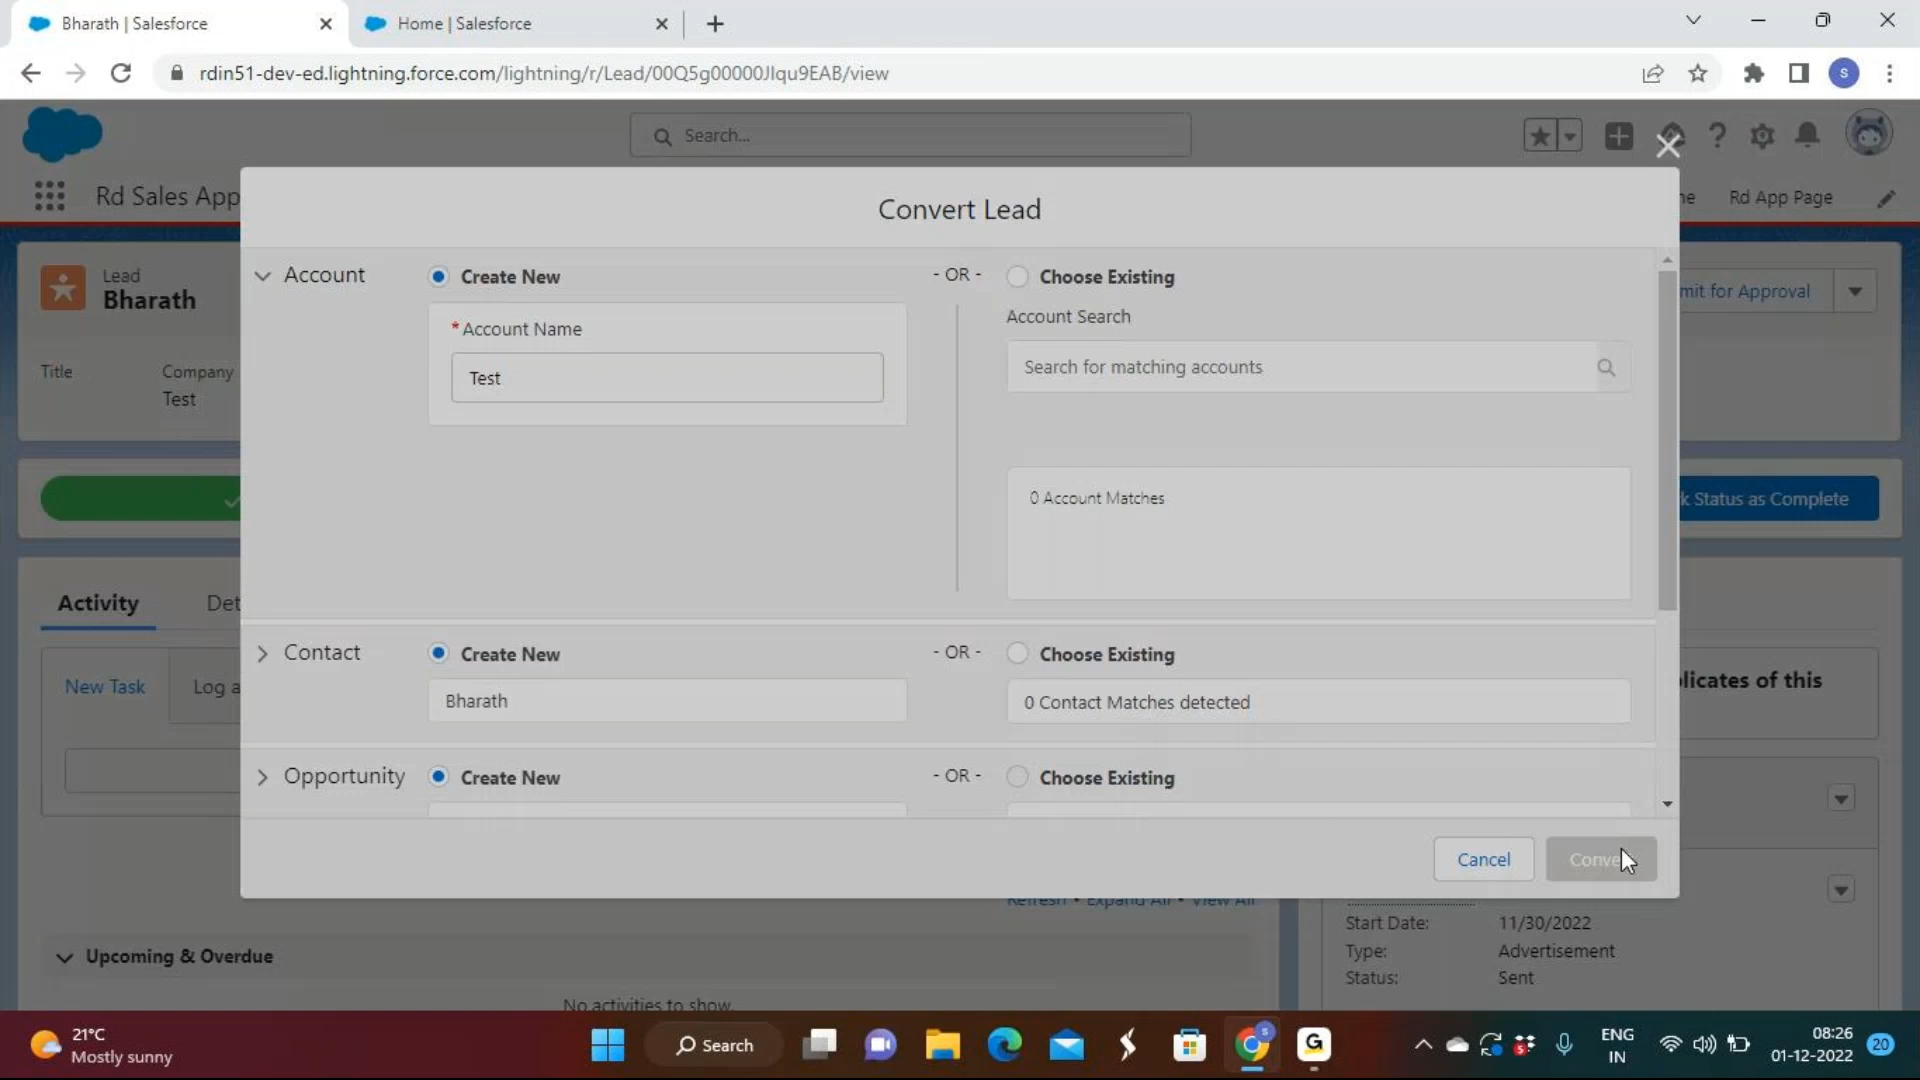 Bharath | Salesforce
Home | Salesforce
rdin51-dev-ed.lightning.force.com/lightning/r/Lead/00Q5g00000JIqu9EAB/view
S
Search...
Rd Sales App
Rd App Page
Convert Lead
Lead
Bharath
Title
Company
Test
mit for Approval
Account
Create New
- OR -
Choose Existing
*Account Name
Test
Account Search
Search for matching accounts
0 Account Matches
k Status as Complete
Activity
Det
New Task
Log a
Contact
Create New
- OR -
Choose Existing
Bharath
0 Contact Matches detected
licates of this
Opportunity
Create New
- OR -
Choose Existing
Cancel
Conve
Refresh • Expand All • View All
Start Date:
11/30/2022
Type:
Advertisement
Status:
Sent
Upcoming & Overdue
No activities to show.
21°C
Mostly sunny
Search
ENG
IN
08:26
01-12-2022
20